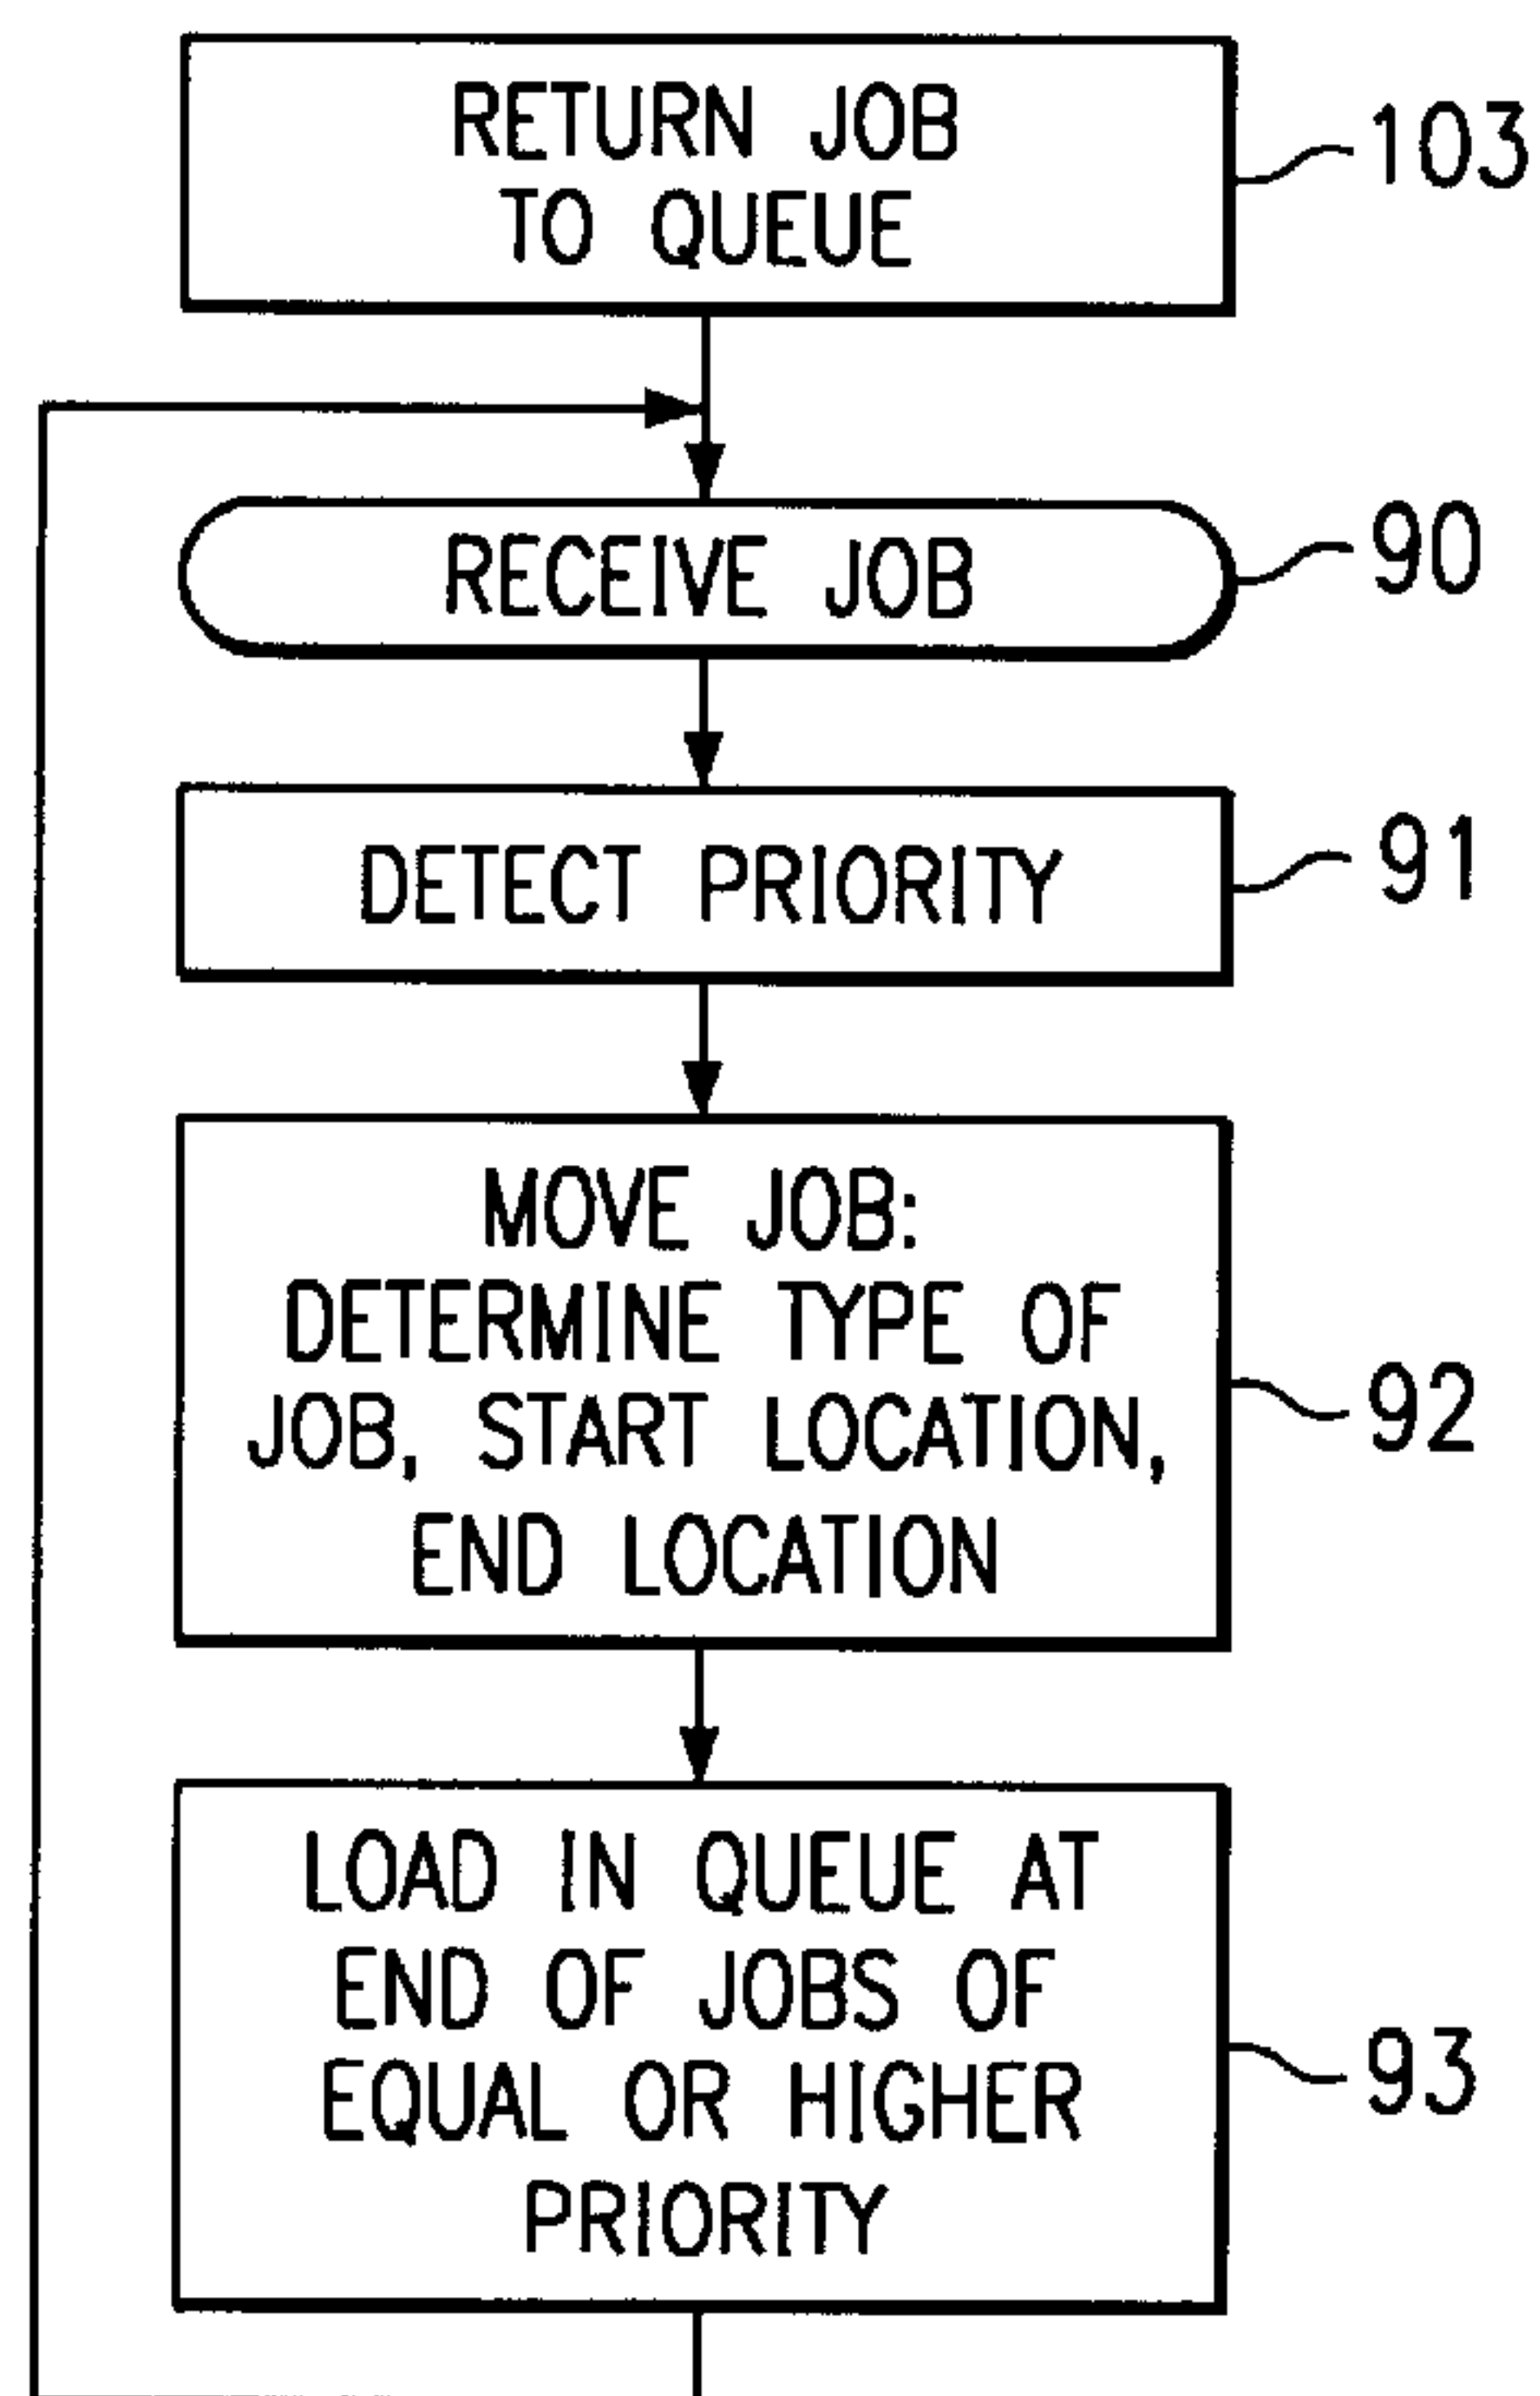 RETURN JOB
TO QUEUE
103
RECEIVE JOB
90
DETECT PRIORITY
91
MOVE JOB:
DETERMINE TYPE OF
JOB, START LOCATION,
END LOCATION
92
LOAD IN QUEUE AT
END OF JOBS OF
EQUAL OR HIGHER
PRIORITY
93